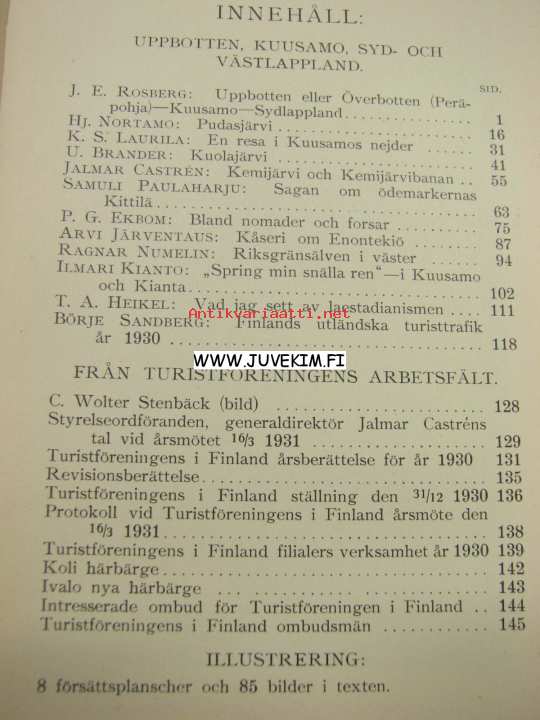 INNEHÅLL:
UPPBOTTEN, KUUSAMO, SYD- OCH
VÄSTLAPPLAND.
SID.
J. E. ROSBERG: Uppbotten eller Överbotten (Perä-
pohja)—Kuusamo—Sydlappland 1
HJ. NORTAMO: Pudasjärvi 16
K. S. LAURILA: En resa i Kuusamos nejder 31
U. BRANDER: Kuolajärvi 41
JALMAR CASTRÉN: Kemijärvi och Kemijärvibanan 55
SAMULI PAULAHARJU: Sagan om ödemarkernas
Kittilä 63
P. G. EKBOM: Bland nomader och forsar 75
ARVI JÄRVENTAUS: Kåseri om Enontekiö 87
RAGNAR NUMELIN: Riksgränsälven i väster 94
ILMARI KIANTO: „Spring min snälla ren"—i Kuusamo
och Kianta 102
T. A. HEIKEL: Vad jag sett av laestadianismen 111
Antikvariaatti.net
BÖRJE SANDBERG: Finlands utländska turisttrafik
år 1930 118
WWW.JUVEKIM.FI
FRÅN TURISTFÖRENINGENS ARBETSFÄLT.
C. Wolter Stenbäck (bild) 128
Styrelseordföranden, generaldirektör Jalmar Castréns
tal vid årsmötet 16/3 1931 129
Turistföreningens i Finland årsberättelse för år 1930 131
Revisionsberättelse 135
Turistföreningens i Finland ställning den 31/12 1930 136
Protokoll vid Turistföreningens i Finland årsmöte den
16/3 1931 138
Turistföreningens i Finland filialers verksamhet år 1930 139
Koli härbärge 142
Ivalo nya härbärge 143
Intresserade ombud för Turistföreningen i Finland 144
Turistföreningens i Finland ombudsmän 145
ILLUSTRERING:
8 försättsplanscher och 85 bilder i texten.